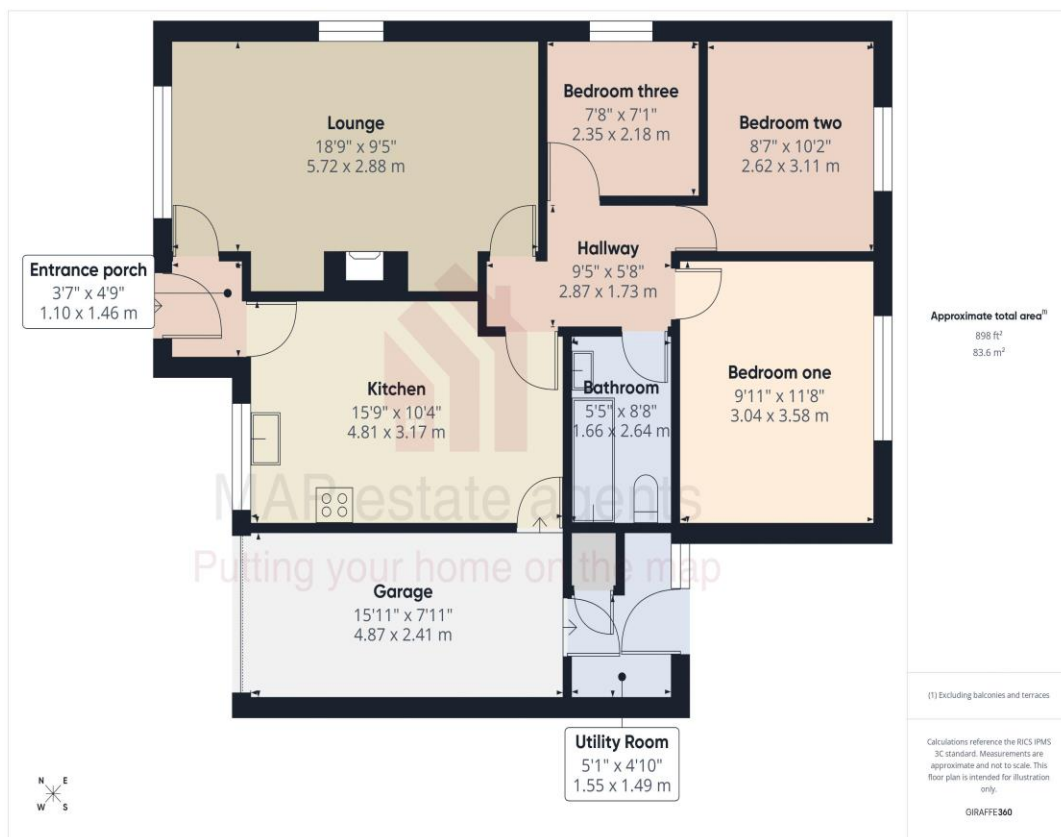 Lounge
18'9" x 9'5"
5.72 x 2.88 m
Bedroom three
7'8" x 7'1"
2.35 x 2.18 m
Bedroom two
8'7" x 10'2"
2.62 x 3.11 m
Entrance porch
3'7" x 4'9"
1.10 x 1.46 m
Hallway
9'5" x 5'8"
2.87 x 1.73 m
Kitchen
15'9" x 10'4"
4.81 x 3.17 m
Bathroom
5'5" x 8'8"
1.66 x 2.64 m
Bedroom one
9'11" x 11'8"
3.04 x 3.58 m
MAP estate agents
Putting your home on the map
Garage
15'11" x 7'11"
4.87 x 2.41 m
Utility Room
5'1" x 4'10"
1.55 x 1.49 m
N E
W S
Approximate total area(1)
898 ft²
83.6 m²
(1) Excluding balconies and terraces
Calculations reference the RICS IPMS
3C standard. Measurements are
approximate and not to scale. This
floor plan is intended for illustration
only.
GIRAFFE360